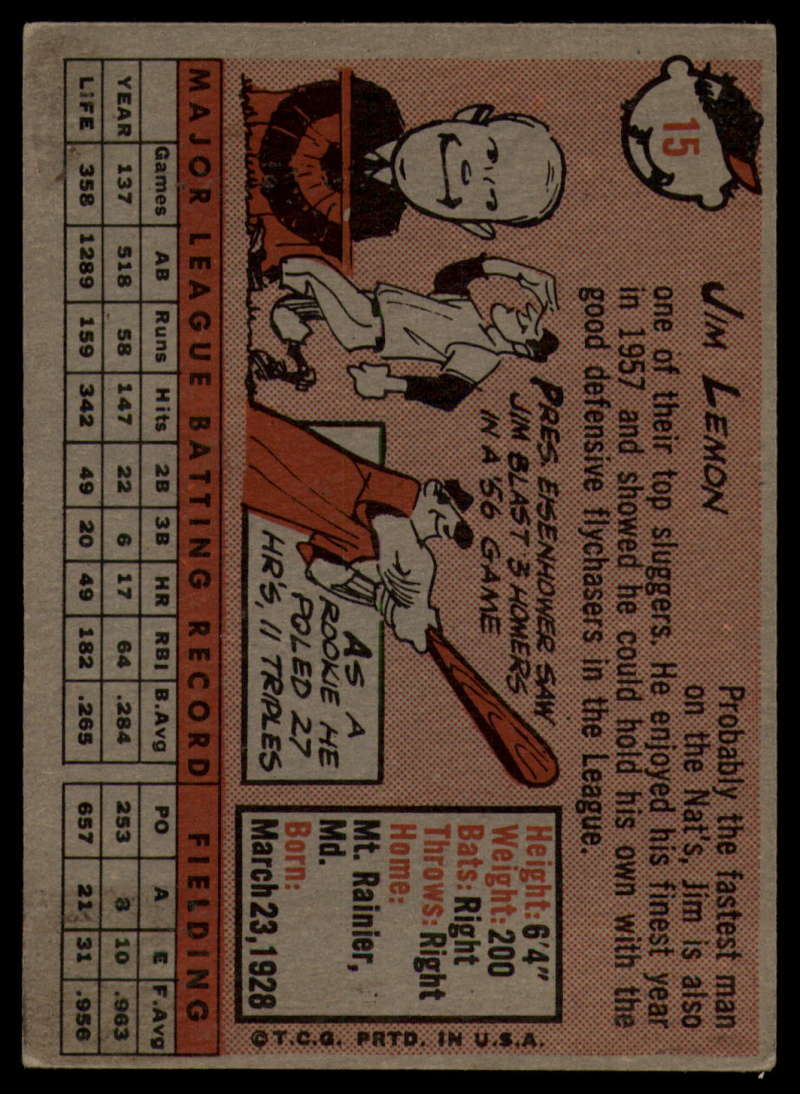 15
JIM LEMON
Probably the fastest man
on the Nat's, Jim is also
one of their top sluggers. He enjoyed his finest year
in 1957 and showed he could hold his own with the
good defensive flychasers in the League.
PRES. EISENHOWER SAW
JIM BLAST 3 HOMERS
IN A '56 GAME
AS A
ROOKIE HE
POLED 27
HR'S, 11 TRIPLES
Height: 6'4"
Weight: 200
Bats: Right
Throws: Right
Home:
Mt. Rainier,
Md.
Born:
March 23, 1928
©T.C.G. PRTD. IN U.S.A.
MAJOR LEAGUE BATTING RECORD FIELDING
Games AB Runs Hits 2B 3B HR RBI B.Avg PO A E F.Avg
YEAR 137 518 58 147 22 6 17 64 .284 253 8 10 .963
LIFE 358 1289 159 342 49 20 49 182 .265 657 21 31 .956